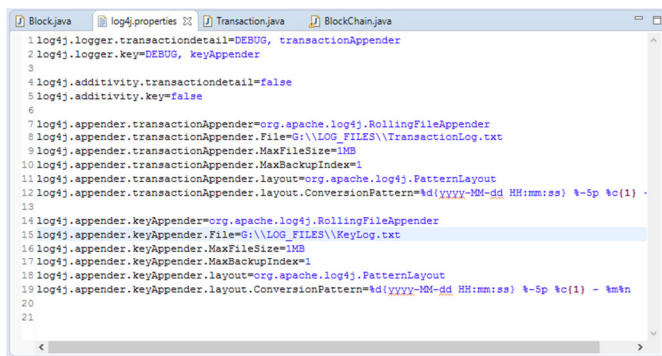 Block.java log4j.properties Transaction.java BlockChain.java
1 log4j.logger.transactiondetail=DEBUG, transactionAppender
2 log4j.logger.key=DEBUG, keyAppender
3
4 log4j.additivity.transactiondetail=false
5 log4j.additivity.key=false
6
7 log4j.appender.transactionAppender=org.apache.log4j.RollingFileAppender
8 log4j.appender.transactionAppender.File=G:\\LOG_FILES\\TransactionLog.txt
9 log4j.appender.transactionAppender.MaxFileSize=1MB
10 log4j.appender.transactionAppender.MaxBackupIndex=1
11 log4j.appender.transactionAppender.layout=org.apache.log4j.PatternLayout
12 log4j.appender.transactionAppender.layout.ConversionPattern=%d{yyyy-MM-dd HH:mm:ss} %-5p %c{1} -
13
14 log4j.appender.keyAppender=org.apache.log4j.RollingFileAppender
15 log4j.appender.keyAppender.File=G:\\LOG_FILES\\KeyLog.txt
16 log4j.appender.keyAppender.MaxFileSize=1MB
17 log4j.appender.keyAppender.MaxBackupIndex=1
18 log4j.appender.keyAppender.layout=org.apache.log4j.PatternLayout
19 log4j.appender.keyAppender.layout.ConversionPattern=%d{yyyy-MM-dd HH:mm:ss} %-5p %c{1} - %m%n
20
21